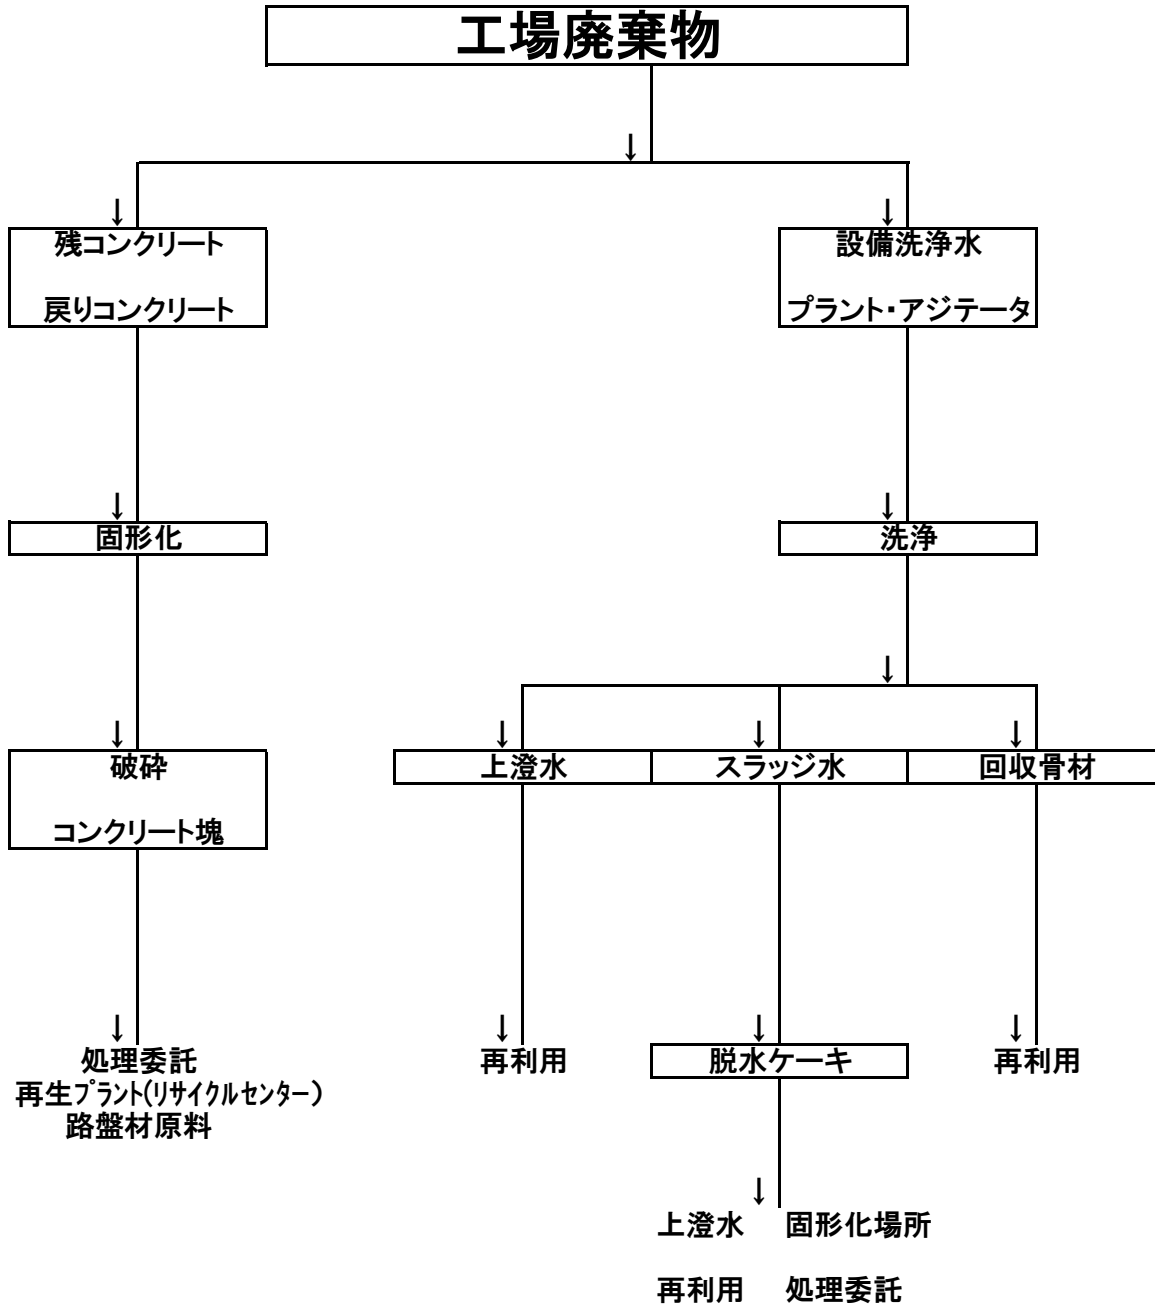 工場廃棄物
↓
↓ ↓
残コンクリート 設備洗浄水
戻りコンクリート プラント・アジテータ
↓ ↓
固形化 洗浄
↓
↓ ↓ ↓ ↓
破砕 上澄水 スラッジ水 回収骨材
コンクリート塊
↓ ↓ ↓ ↓
処理委託 再利用 脱水ケーキ 再利用
再生プラント(リサイクルセンター)
路盤材原料
↓
上澄水 固形化場所
再利用 処理委託